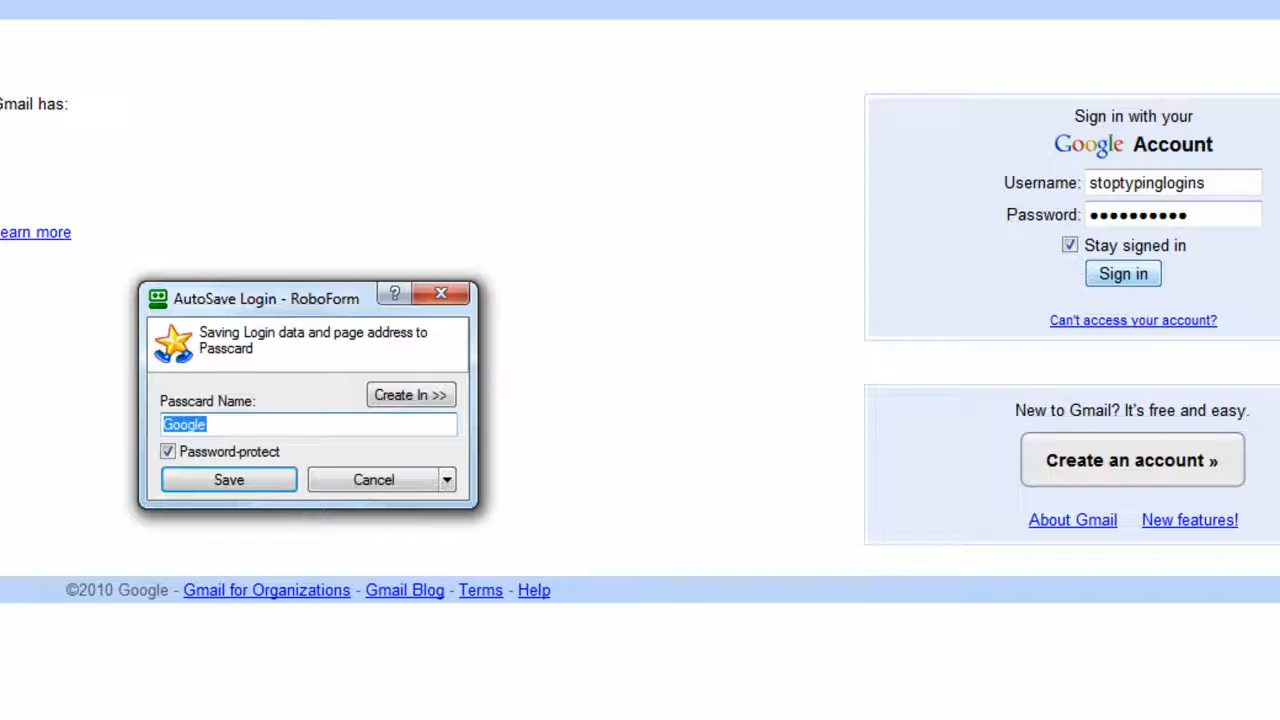 Gmail has:
earn more
Sign in with your
Google Account
Username: stoptypinglogins
Password: ••••••••••
Stay signed in
Sign in
Can't access your account?
AutoSave Login - RoboForm
Saving Login data and page address to
Passcard
Create In >>
Passcard Name:
Google
Password-protect
Save
Cancel
New to Gmail? It's free and easy.
Create an account »
About Gmail New features!
©2010 Google - Gmail for Organizations - Gmail Blog - Terms - Help